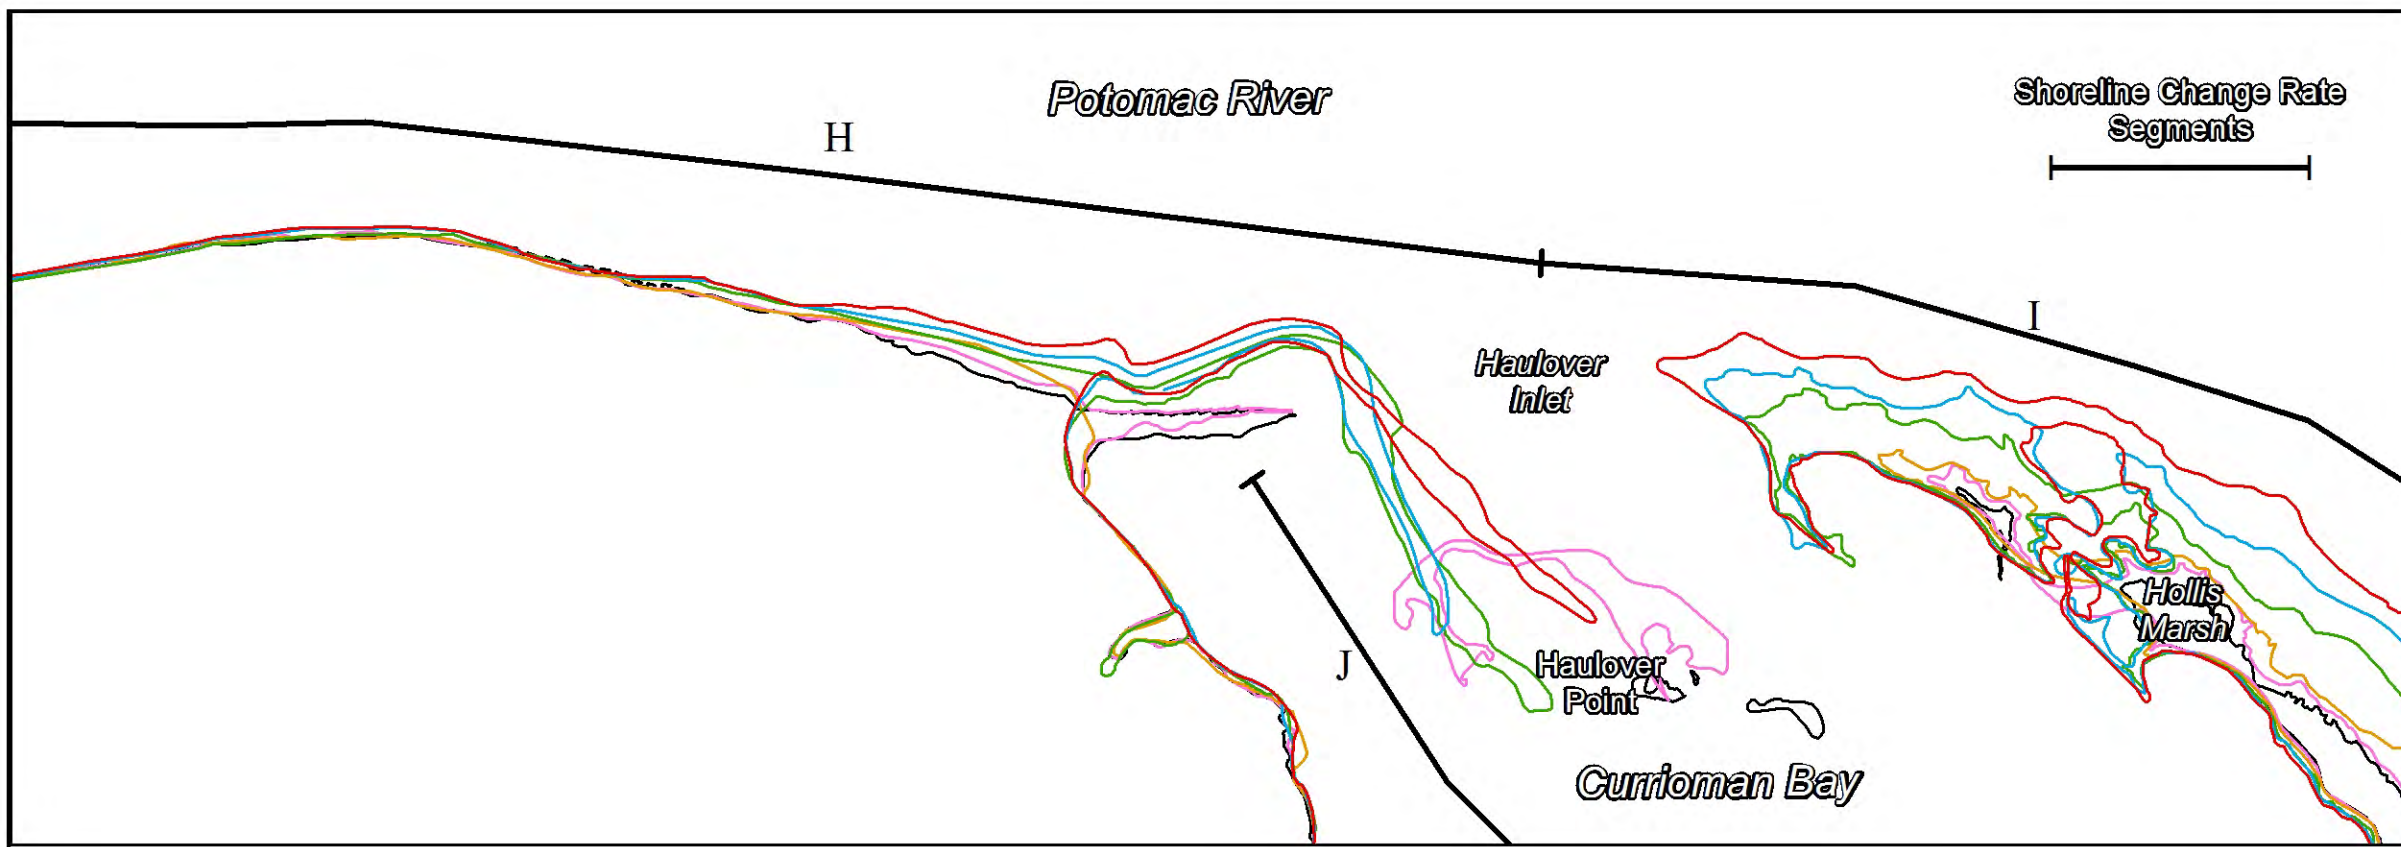 Potomac River
Shoreline Change Rate
Segments
H
I
Haulover
Inlet
Hollis
Marsh
J
Haulover
Point
Currioman Bay